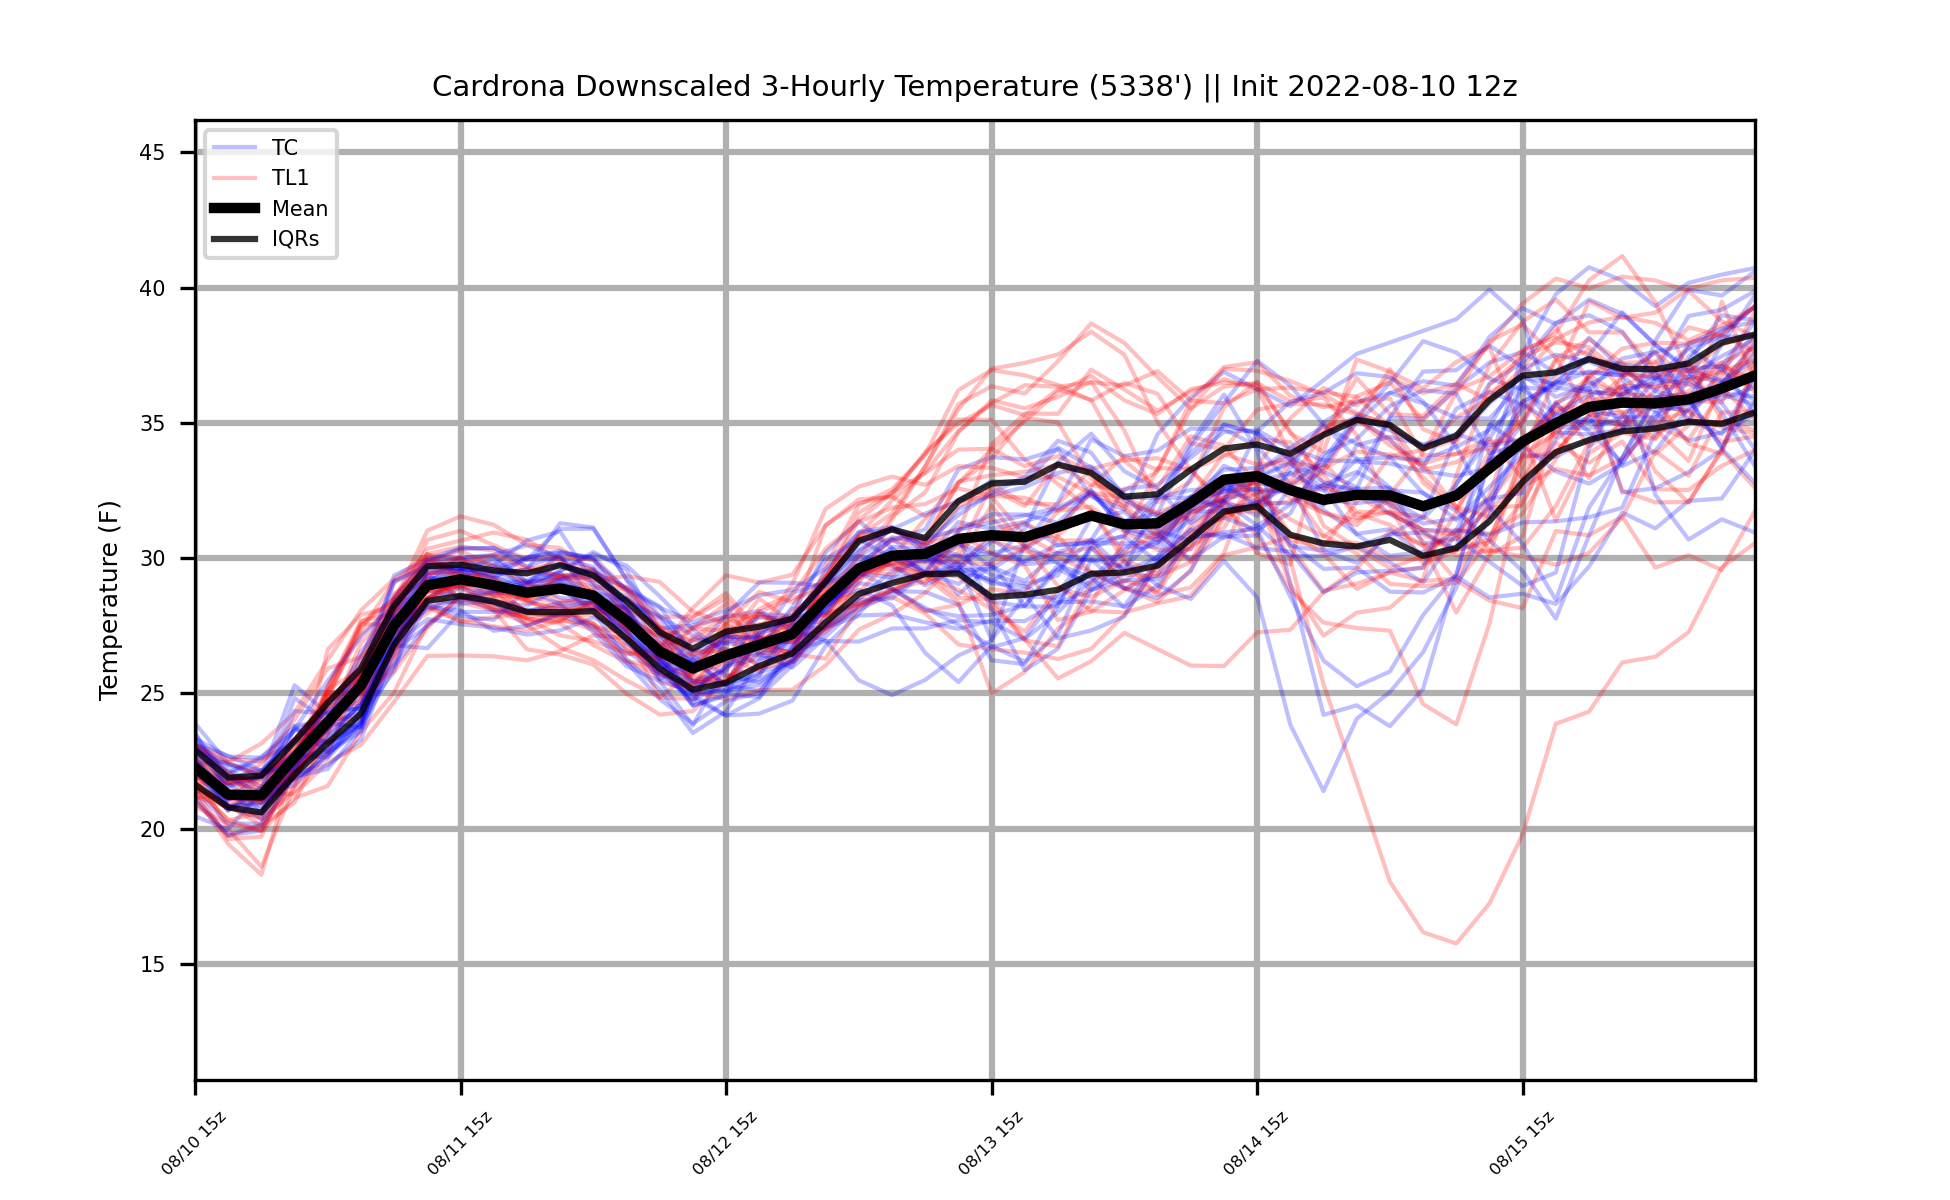 Cardrona Downscaled 3-Hourly Temperature (5338') || Init 2022-08-10 12z
TC
TL1
Mean
IQRs
Temperature (F)
45
40
35
30
25
20
15
08/10 15z
08/11 15z
08/12 15z
08/13 15z
08/14 15z
08/15 15z